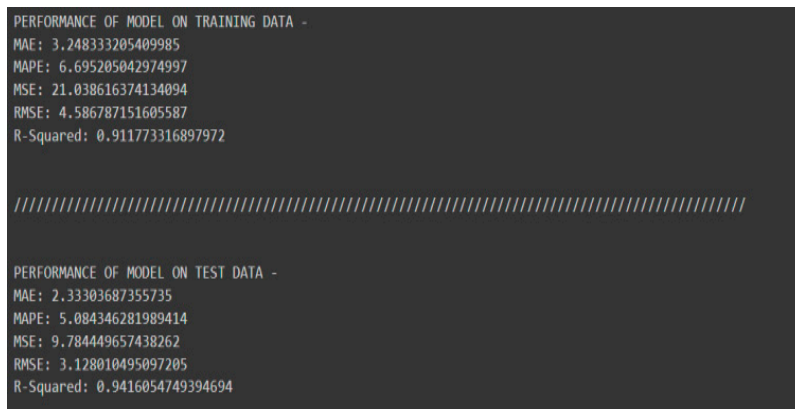 PERFORMANCE OF MODEL ON TRAINING DATA -
MAE: 3.248333205409985
MAPE: 6.695205042974997
MSE: 21.038616374134094
RMSE: 4.586787151605587
R-Squared: 0.911773316897972
//////////////////////////////////////////////////////////////////////////////////////////////////
PERFORMANCE OF MODEL ON TEST DATA -
MAE: 2.33303687355735
MAPE: 5.084346281989414
MSE: 9.784449657438262
RMSE: 3.128010495097205
R-Squared: 0.9416054749394694